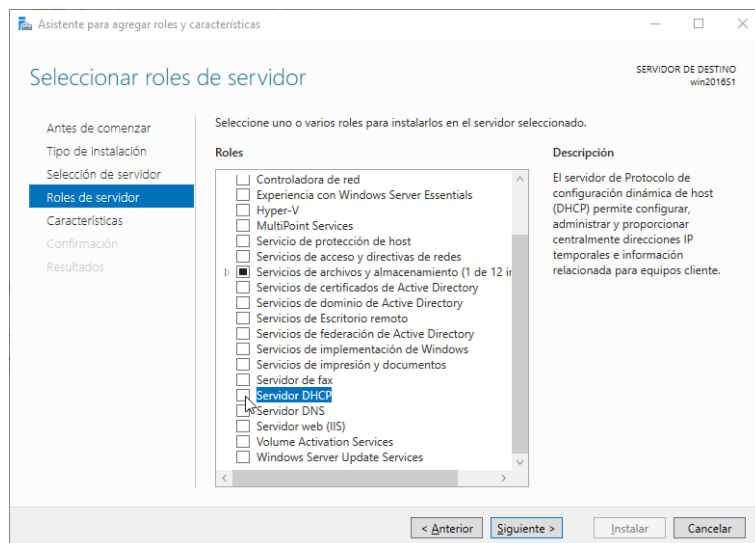 Asistente para agregar roles y características
Seleccionar roles de servidor
SERVIDOR DE DESTINO
win2016S1
Antes de comenzar
Tipo de instalación
Selección de servidor
Roles de servidor
Características
Confirmación
Resultados
Seleccione uno o varios roles para instalarlos en el servidor seleccionado.
Roles
Controladora de red
Experiencia con Windows Server Essentials
Hyper-V
MultiPoint Services
Servicio de protección de host
Servicios de acceso y directivas de redes
Servicios de archivos y almacenamiento (1 de 12 in
Servicios de certificados de Active Directory
Servicios de dominio de Active Directory
Servicios de Escritorio remoto
Servicios de federación de Active Directory
Servicios de implementación de Windows
Servicios de impresión y documentos
Servidor de fax
Servidor DHCP
Servidor DNS
Servidor web (IIS)
Volume Activation Services
Windows Server Update Services
Descripción
El servidor de Protocolo de
configuración dinámica de host
(DHCP) permite configurar,
administrar y proporcionar
centralmente direcciones IP
temporales e información
relacionada para equipos cliente.
< Anterior
Siguiente >
Instalar
Cancelar